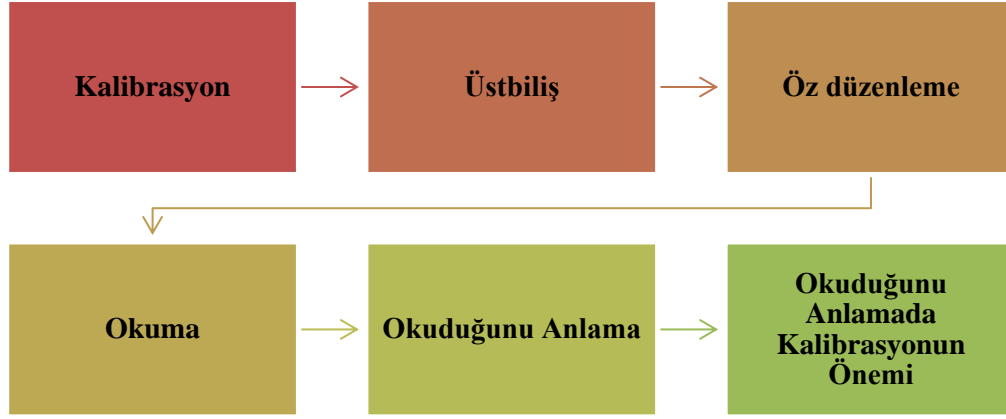 Kalibrasyon
Üstbiliş
Öz düzenleme
Okuma
Okuduğunu Anlama
Okuduğunu
Anlamada
Kalibrasyonun
Önemi